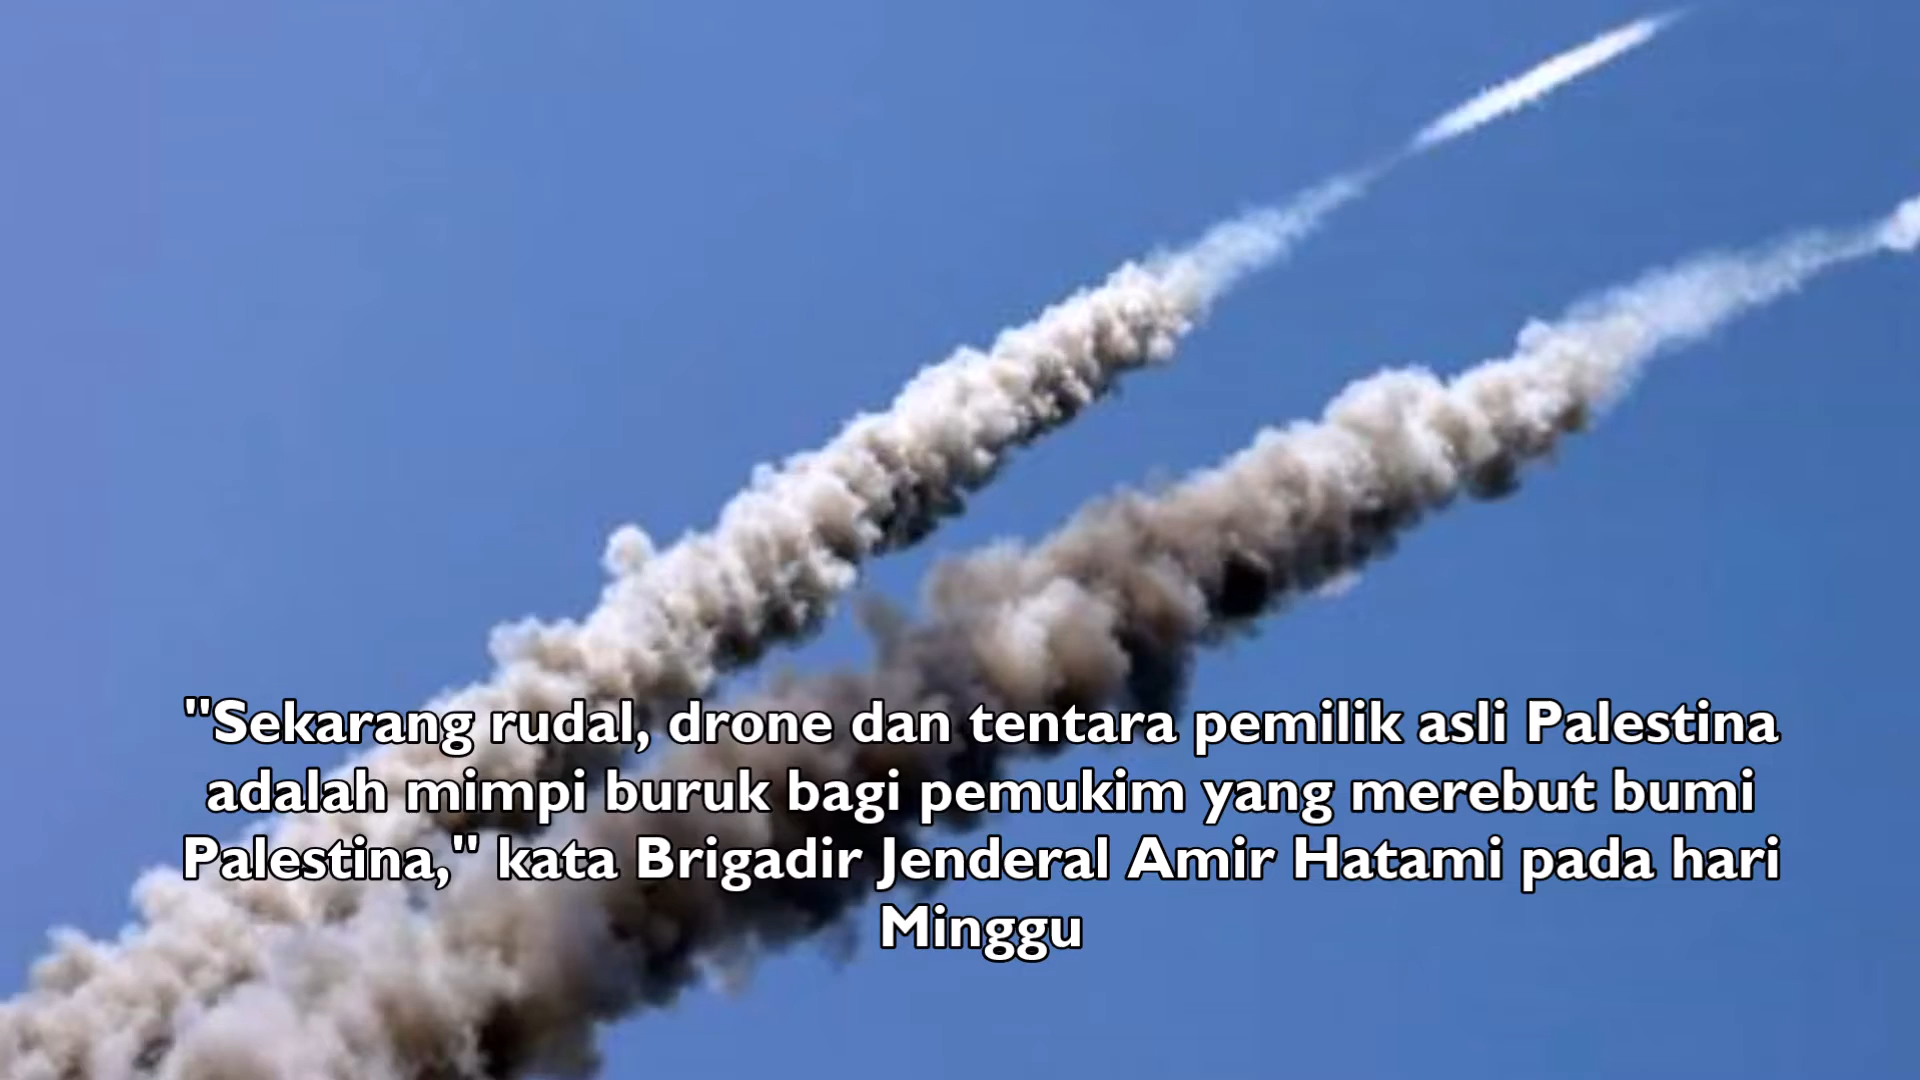 "Sekarang rudal, drone dan tentara pemilik asli Palestina
adalah mimpi buruk bagi pemukim yang merebut bumi
Palestina," kata Brigadir Jenderal Amir Hatami pada hari
Minggu